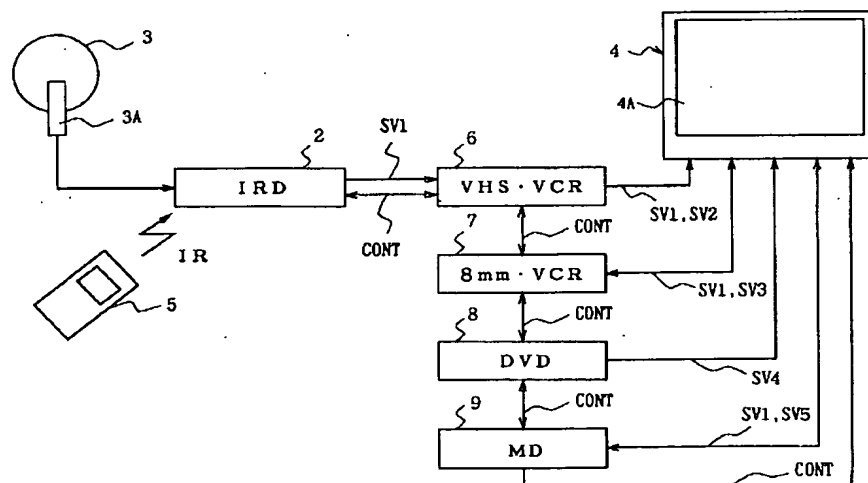 3
3A
2
IRD
SV1
CONT
6
VHS·VCR
SV1,SV2
4
4A
IR
5
CONT
7
8mm·VCR
SV1,SV3
CONT
8
DVD
SV4
CONT
9
MD
SV1,SV5
CONT